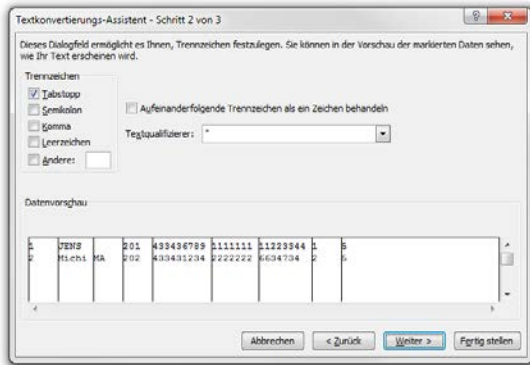 Textkonvertierungs-Assistent - Schritt 2 von 3
Dieses Dialogfeld ermöglicht es Ihnen, Trennzeichen festzulegen. Sie können in der Vorschau der markierten Daten sehen,
wie Ihr Text erscheinen wird.
Trennzeichen
Tabstopp
Semikolon
Komma
Leerzeichen
Andere:
Aufeinanderfolgende Trennzeichen als ein Zeichen behandeln
Textqualifizierer: "
Datenvorschau
1 JENS 201 433436789 1111111 11223344 1 5
2 Michi MA 202 433431234 2222222 6634734 2 6
Abbrechen < Zurück Weiter > Fertig stellen